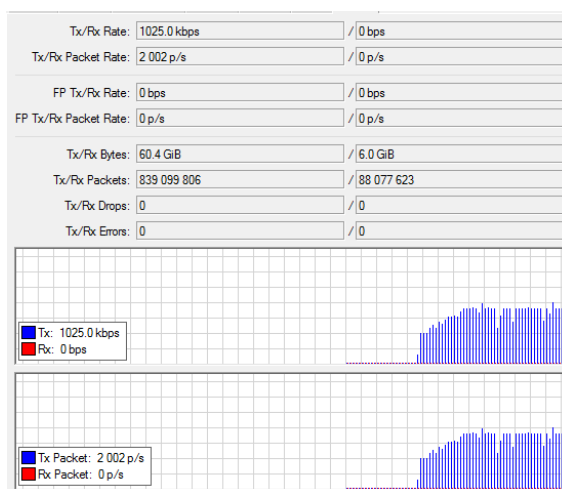 Tx/Rx Rate: 1025.0 kbps / 0 bps
Tx/Rx Packet Rate: 2 002 p/s / 0 p/s
FP Tx/Rx Rate: 0 bps / 0 bps
FP Tx/Rx Packet Rate: 0 p/s / 0 p/s
Tx/Rx Bytes: 60.4 GiB / 6.0 GiB
Tx/Rx Packets: 839 099 806 / 88 077 623
Tx/Rx Drops: 0 / 0
Tx/Rx Errors: 0 / 0
Tx: 1025.0 kbps
Rx: 0 bps
Tx Packet: 2 002 p/s
Rx Packet: 0 p/s